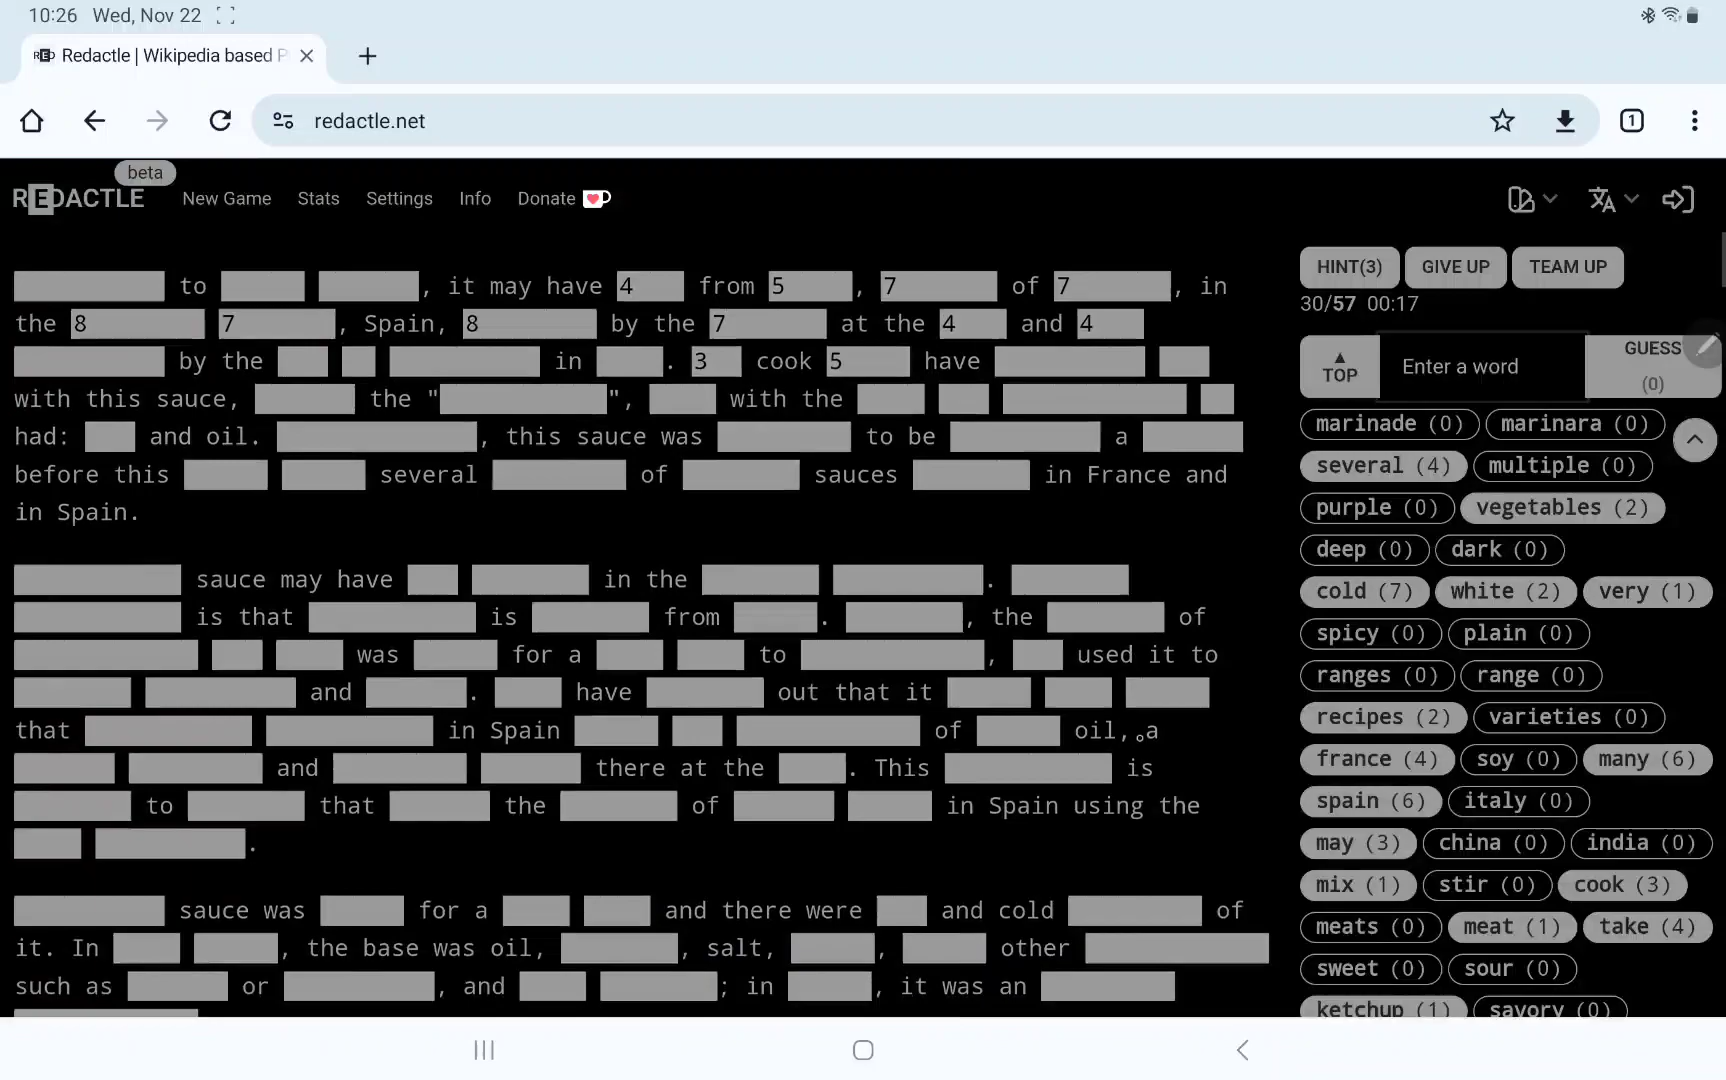 10:26 Wed, Nov 22
RED Redactle | Wikipedia based P
redactle.net
1
beta
REDACTLE New Game Stats Settings Info Donate
to , it may have 4 from 5 , 7 of 7 , in
the 8 7 , Spain, 8 by the 7 at the 4 and 4
by the in . 3 cook 5 have
with this sauce, the " ", with the
had: and oil. , this sauce was to be a
before this several of sauces in France and
in Spain.
sauce may have in the .
is that is from . , the of
was for a to , used it to
and . have out that it
that in Spain of oil, a
and there at the . This is
to that the of in Spain using the
.
sauce was for a and there were and cold of
it. In , the base was oil, , salt, , other
such as or , and ; in , it was an
HINT(3) GIVE UP TEAM UP
30/57 00:17
▲ TOP Enter a word GUESS (0)
marinade (0) marinara (0)
several (4) multiple (0)
purple (0) vegetables (2)
deep (0) dark (0)
cold (7) white (2) very (1)
spicy (0) plain (0)
ranges (0) range (0)
recipes (2) varieties (0)
france (4) soy (0) many (6)
spain (6) italy (0)
may (3) china (0) india (0)
mix (1) stir (0) cook (3)
meats (0) meat (1) take (4)
sweet (0) sour (0)
ketchup (1) savory (0)